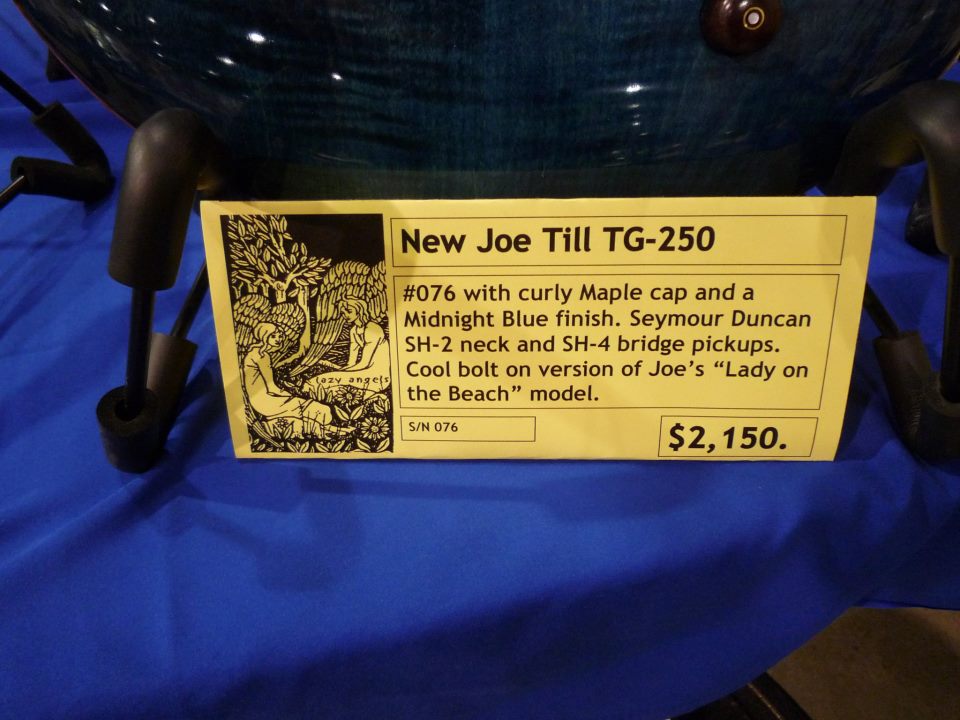 New Joe Till TG-250
#076 with curly Maple cap and a
Midnight Blue finish. Seymour Duncan
SH-2 neck and SH-4 bridge pickups.
Cool bolt on version of Joe's “Lady on
the Beach” model.
lazy angels
S/N 076
$2,150.